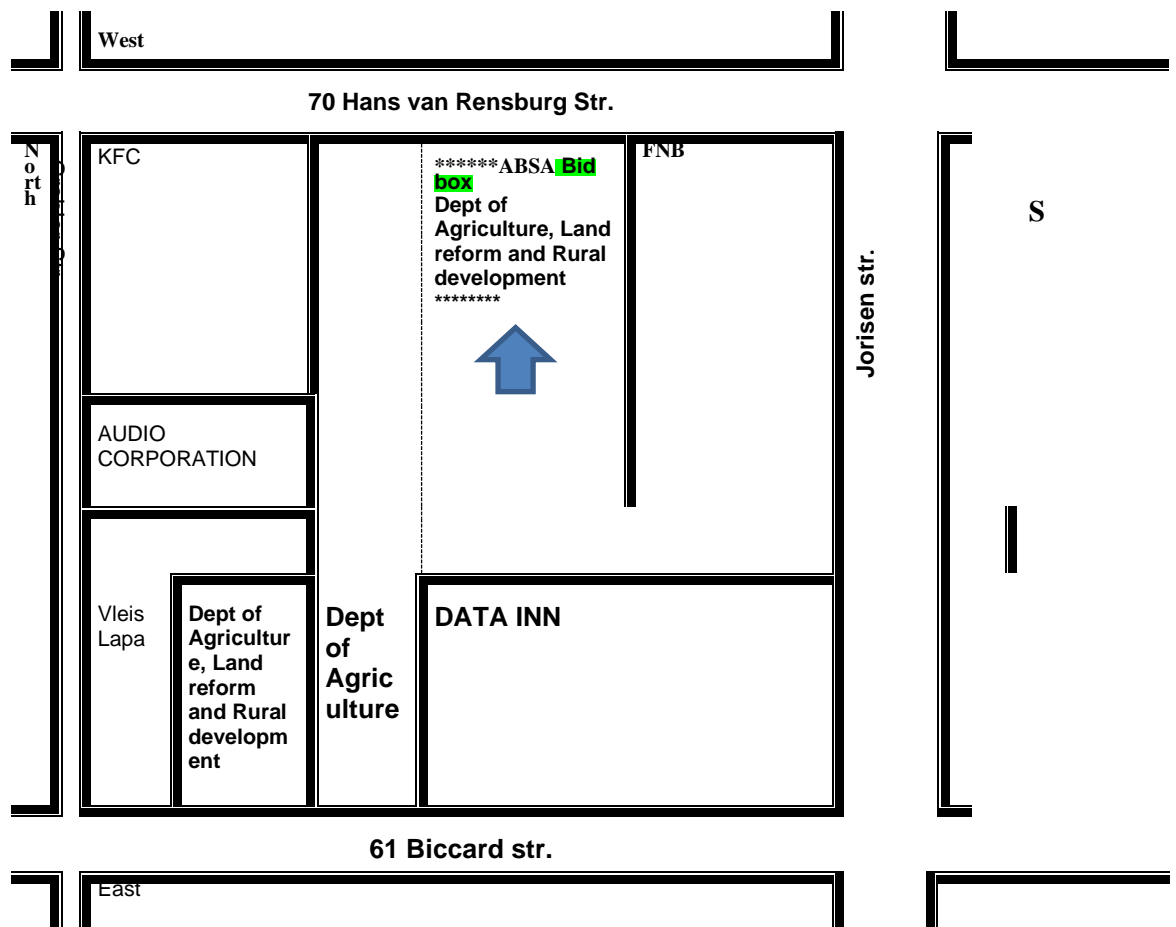 West
70 Hans van Rensburg Str.
N
o
rt
h
KFC
******ABSA Bid
box
Dept of
Agriculture, Land
reform and Rural
development
********
FNB
S
Jorisen str.
AUDIO
CORPORATION
Vleis
Lapa
Dept of
Agricultur
e, Land
reform
and Rural
developm
ent
Dept
of
Agric
ulture
DATA INN
61 Biccard str.
East